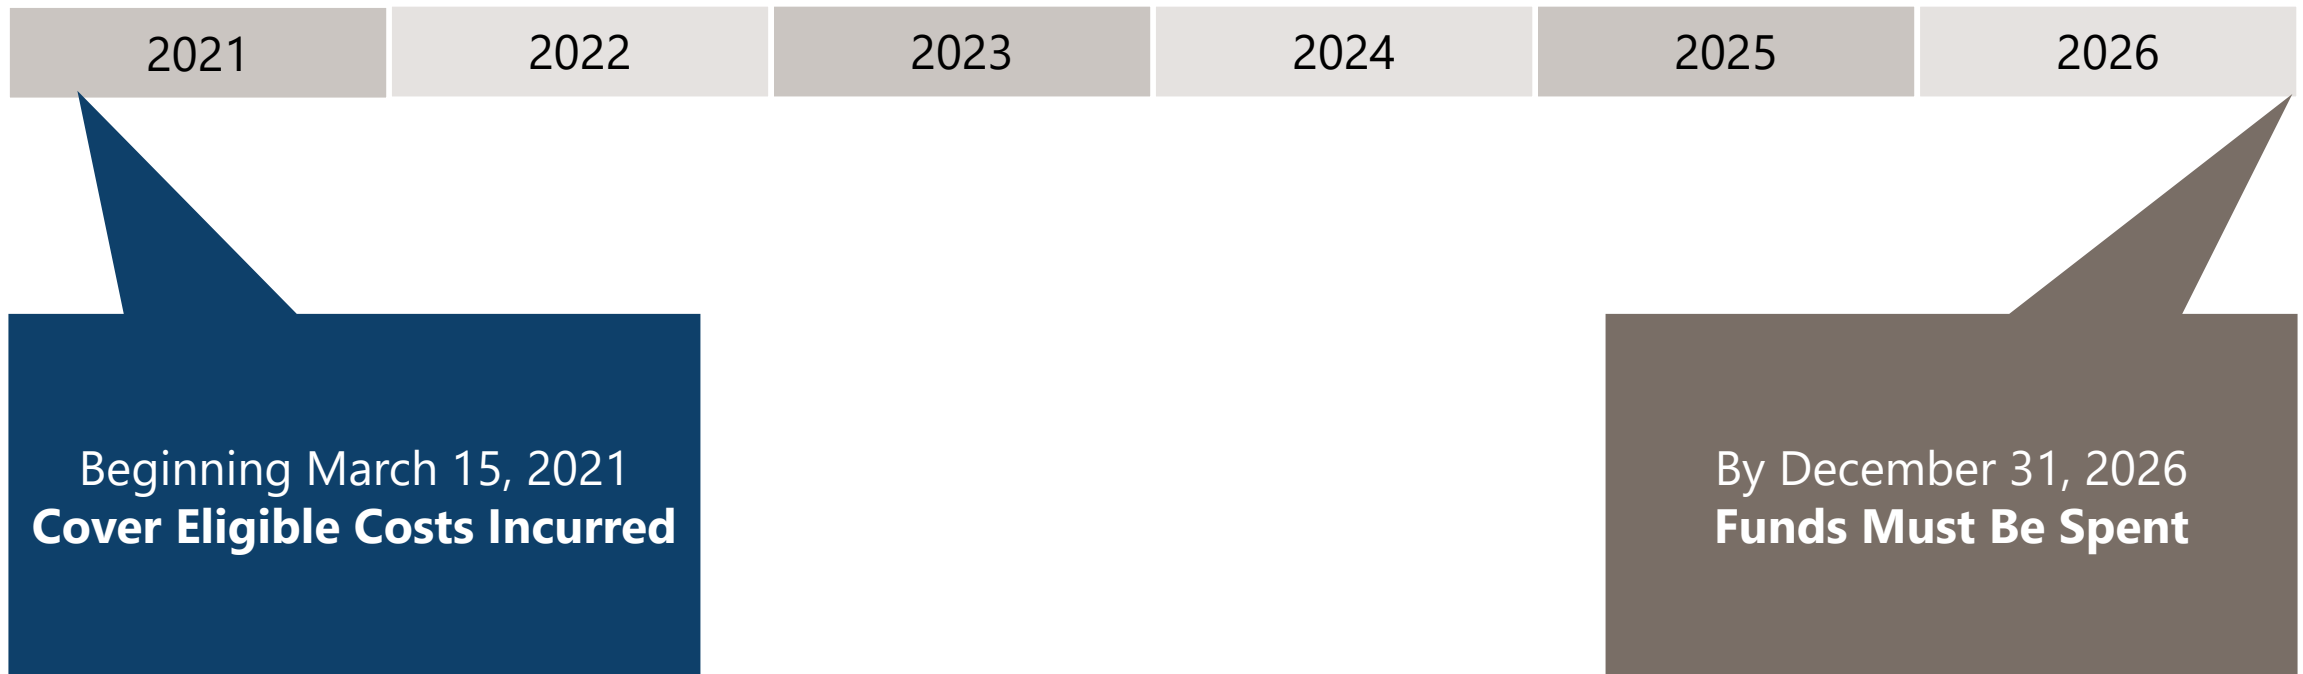 2021 2022 2023 2024 2025 2026
Beginning March 15, 2021
Cover Eligible Costs Incurred
By December 31, 2026
Funds Must Be Spent